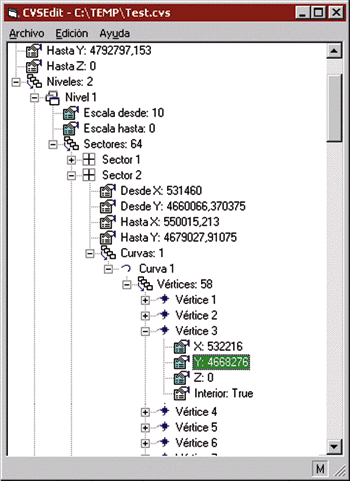 CVSEdit - C:\TEMP\Test.cvs
Archivo Edición Ayuda
Hasta Y: 4792797,153
Hasta Z: 0
Niveles: 2
Nivel 1
Escala desde: 10
Escala hasta: 0
Sectores: 64
Sector 1
Sector 2
Desde X: 531460
Desde Y: 4660066,370375
Hasta X: 550015,213
Hasta Y: 4679027,91075
Curvas: 1
Curva 1
Vértices: 58
Vértice 1
Vértice 2
Vértice 3
X: 532216
Y: 4668276
Z: 0
Interior: True
Vértice 4
Vértice 5
Vértice 6
M